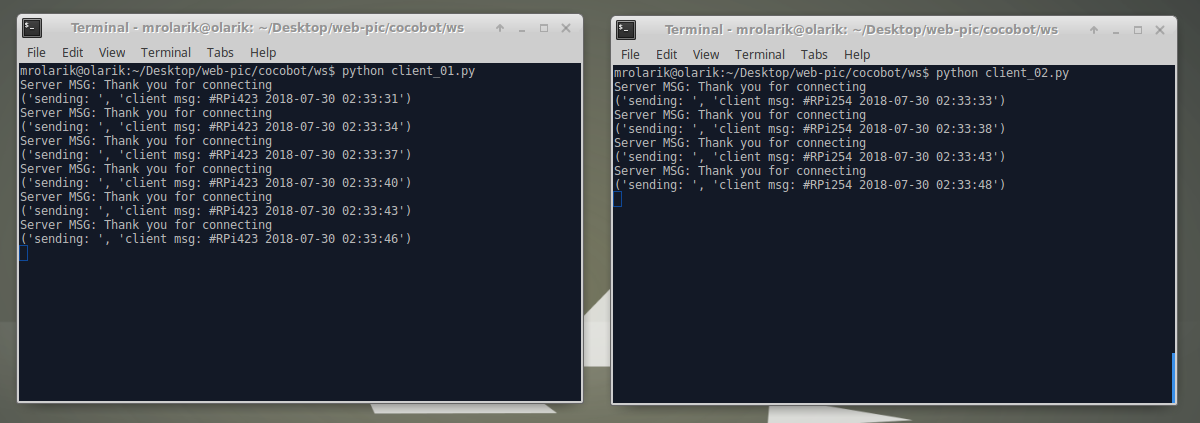 Terminal - mrolarik@olarik: ~/Desktop/web-pic/cocobot/ws
File Edit View Terminal Tabs Help
mrolarik@olarik:~/Desktop/web-pic/cocobot/ws$ python client_01.py
Server MSG: Thank you for connecting
('sending: ', 'client msg: #RPi423 2018-07-30 02:33:31')
Server MSG: Thank you for connecting
('sending: ', 'client msg: #RPi423 2018-07-30 02:33:34')
Server MSG: Thank you for connecting
('sending: ', 'client msg: #RPi423 2018-07-30 02:33:37')
Server MSG: Thank you for connecting
('sending: ', 'client msg: #RPi423 2018-07-30 02:33:40')
Server MSG: Thank you for connecting
('sending: ', 'client msg: #RPi423 2018-07-30 02:33:43')
Server MSG: Thank you for connecting
('sending: ', 'client msg: #RPi423 2018-07-30 02:33:46')
Terminal - mrolarik@olarik: ~/Desktop/web-pic/cocobot/ws
File Edit View Terminal Tabs Help
mrolarik@olarik:~/Desktop/web-pic/cocobot/ws$ python client_02.py
Server MSG: Thank you for connecting
('sending: ', 'client msg: #RPi254 2018-07-30 02:33:33')
Server MSG: Thank you for connecting
('sending: ', 'client msg: #RPi254 2018-07-30 02:33:38')
Server MSG: Thank you for connecting
('sending: ', 'client msg: #RPi254 2018-07-30 02:33:43')
Server MSG: Thank you for connecting
('sending: ', 'client msg: #RPi254 2018-07-30 02:33:48')